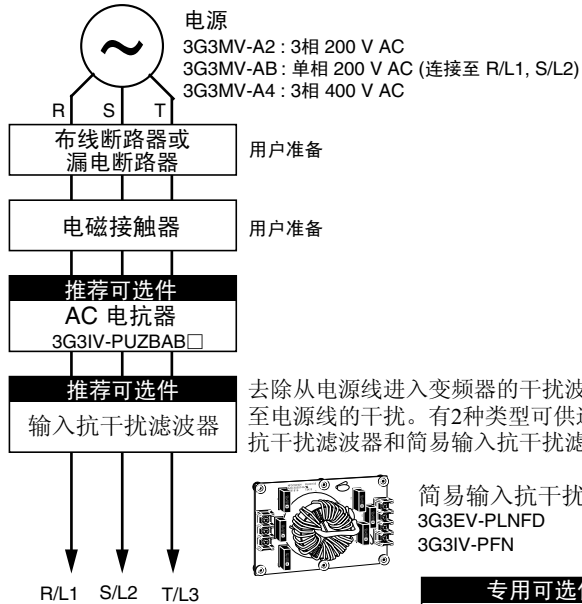 电源
3G3MV-A2 : 3相 200 V AC
3G3MV-AB : 单相 200 V AC (连接至 R/L1, S/L2)
3G3MV-A4 : 3相 400 V AC
R S T
布线断路器或
漏电断路器
用户准备
电磁接触器
用户准备
推荐可选件
AC 电抗器
3G3IV-PUZBAB□
推荐可选件
输入抗干扰滤波器
去除从电源线进入变频器的干扰波
至电源线的干扰。有2种类型可供
抗干扰滤波器和简易输入抗干扰滤
简易输入抗干扰
3G3EV-PLNFD
3G3IV-PFN
专用可选
R/L1 S/L2 T/L3